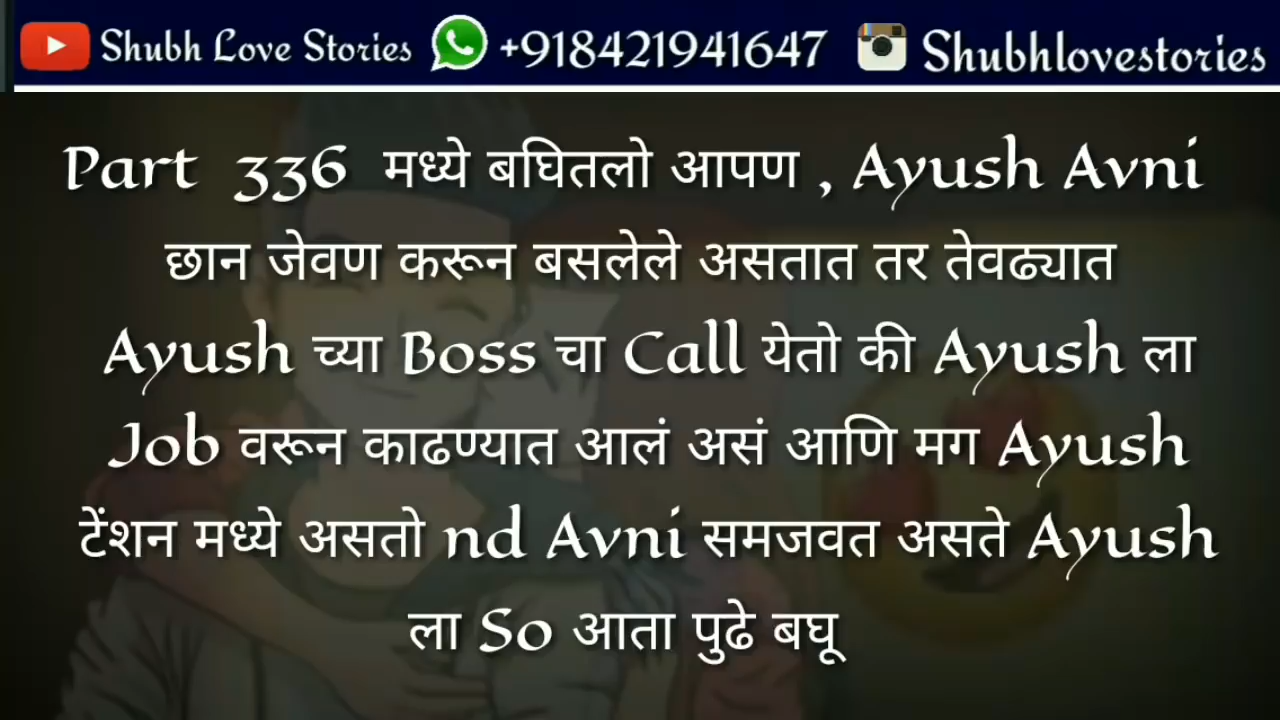 Shubh Love Stories +918421941647 Shubhlovestories
Part 336 मध्ये बघितलो आपण , Ayush Avni
छान जेवण करून बसलेले असतात तर तेवढ्यात
Ayush च्या Boss चा Call येतो की Ayush ला
Job वरून काढण्यात आलं असं आणि मग Ayush
टेंशन मध्ये असतो nd Avni समजवत असते Ayush
ला So आता पुढे बघू